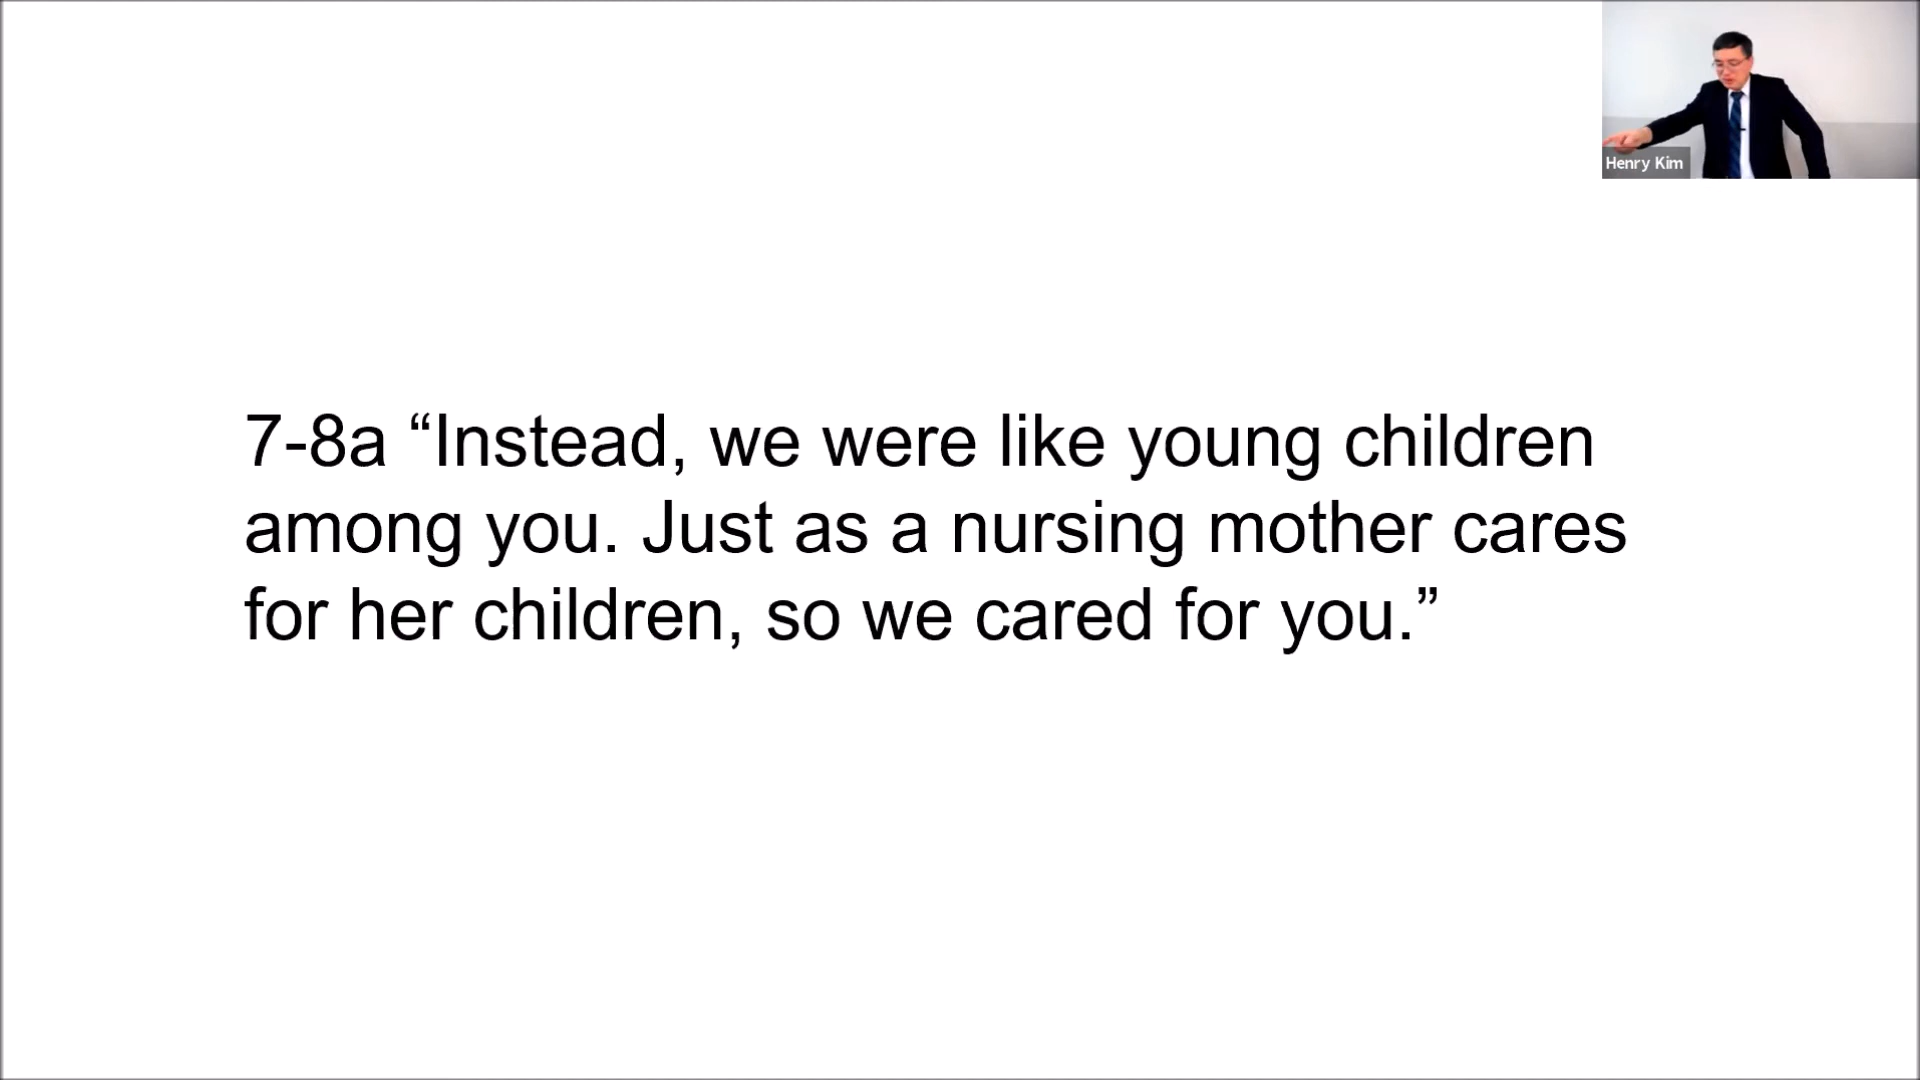 Henry Kim
7-8a “Instead, we were like young children
among you. Just as a nursing mother cares
for her children, so we cared for you.”